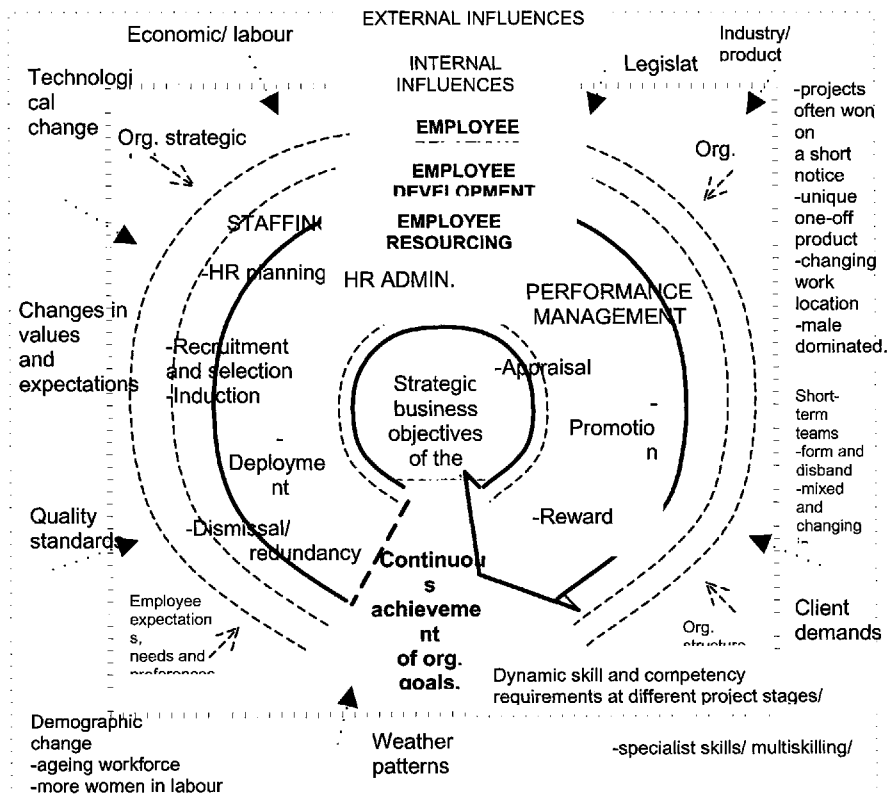 EXTERNAL INFLUENCES
Economic/ labour
Industry/
product
INTERNAL
INFLUENCES
Legislat
Technologi
cal
change
Org. strategic
EMPLOYEE
Org.
EMPLOYEE
DEVELOPMENT
-projects
often won
on
a short
notice
-unique
one-off
product
-changing
work
location
-male
dominated.
STAFFIN
EMPLOYEE
RESOURCING
-HR planning
HR ADMIN.
PERFORMANCE
MANAGEMENT
Changes in
values
and
expectations
-Recruitment
and selection
-Induction
Strategic
business
objectives
of the
-Appraisal
-
Promotio
n
Short-
term
teams
-form and
disband
-mixed
and
changing
-
Deployme
nt
-Reward
Quality
standards
-Dismissal/
redundancy
Continuou
s
achieveme
nt
of org.
goals.
Employee
expectation
s,
needs and
preferences
Org.
structure
Client
demands
Dynamic skill and competency
requirements at different project stages/
Demographic
change
-ageing workforce
-more women in labour
Weather
patterns
-specialist skills/ multiskilling/